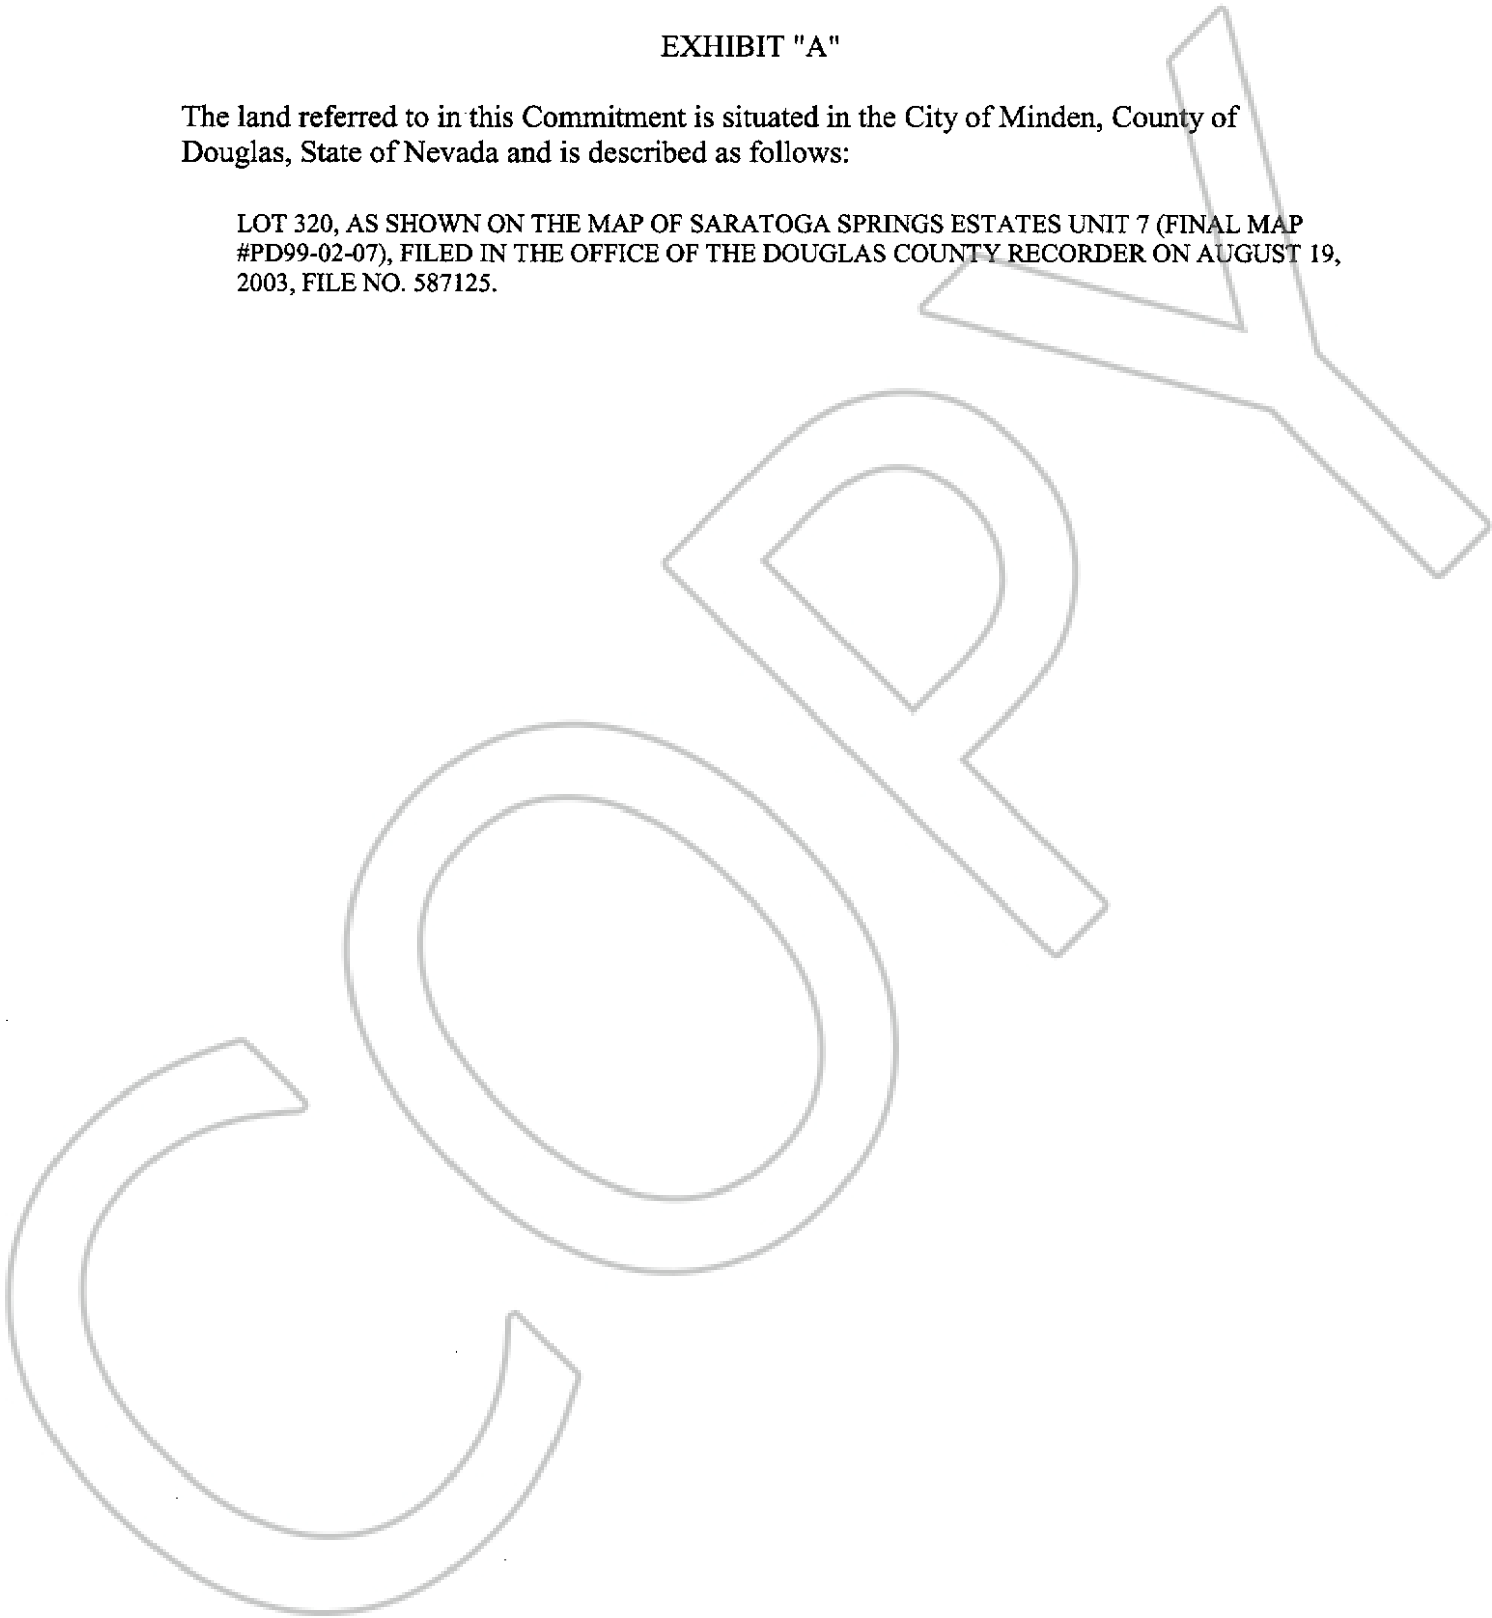 EXHIBIT "A"
The land referred to in this Commitment is situated in the City of Minden, County of
Douglas, State of Nevada and is described as follows:
LOT 320, AS SHOWN ON THE MAP OF SARATOGA SPRINGS ESTATES UNIT 7 (FINAL MAP
#PD99-02-07), FILED IN THE OFFICE OF THE DOUGLAS COUNTY RECORDER ON AUGUST 19,
2003, FILE NO. 587125.
COPY